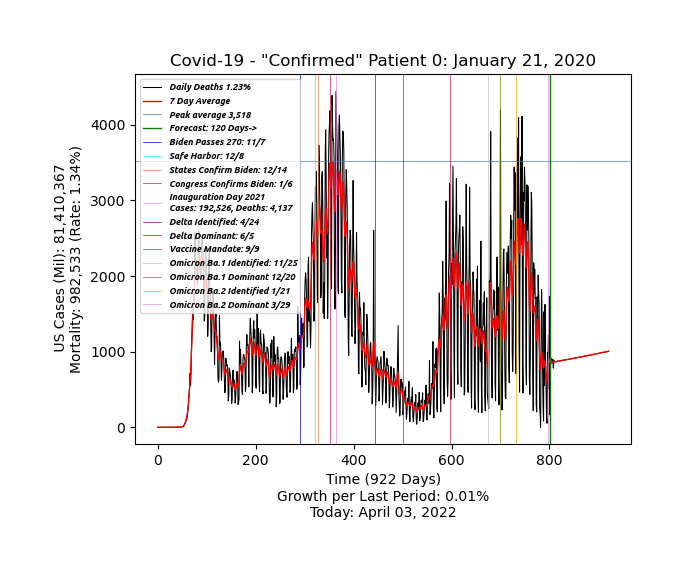 Covid-19 - "Confirmed" Patient 0: January 21, 2020
Daily Deaths 1.23%
7 Day Average
Peak average 3,518
Forecast: 120 Days->
Biden Passes 270: 11/7
Safe Harbor: 12/8
States Confirm Biden: 12/14
Congress Confirms Biden: 1/6
Inauguration Day 2021
Cases: 192,526, Deaths: 4,137
Delta Identified: 4/24
Delta Dominant: 6/5
Vaccine Mandate: 9/9
Omicron Ba.1 Identified: 11/25
Omicron Ba.1 Dominant 12/20
Omicron Ba.2 Identified 1/21
Omicron Ba.2 Dominant 3/29
US Cases (Mil): 81,410,367
Mortality: 982,533 (Rate: 1.34%)
4000
3000
2000
1000
0
0 200 400 600 800
Time (922 Days)
Growth per Last Period: 0.01%
Today: April 03, 2022